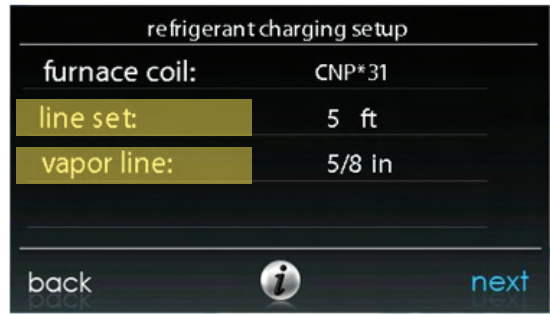 refrigerant charging setup
furnace coil: CNP*31
line set: 5 ft
vapor line: 5/8 in
back i next